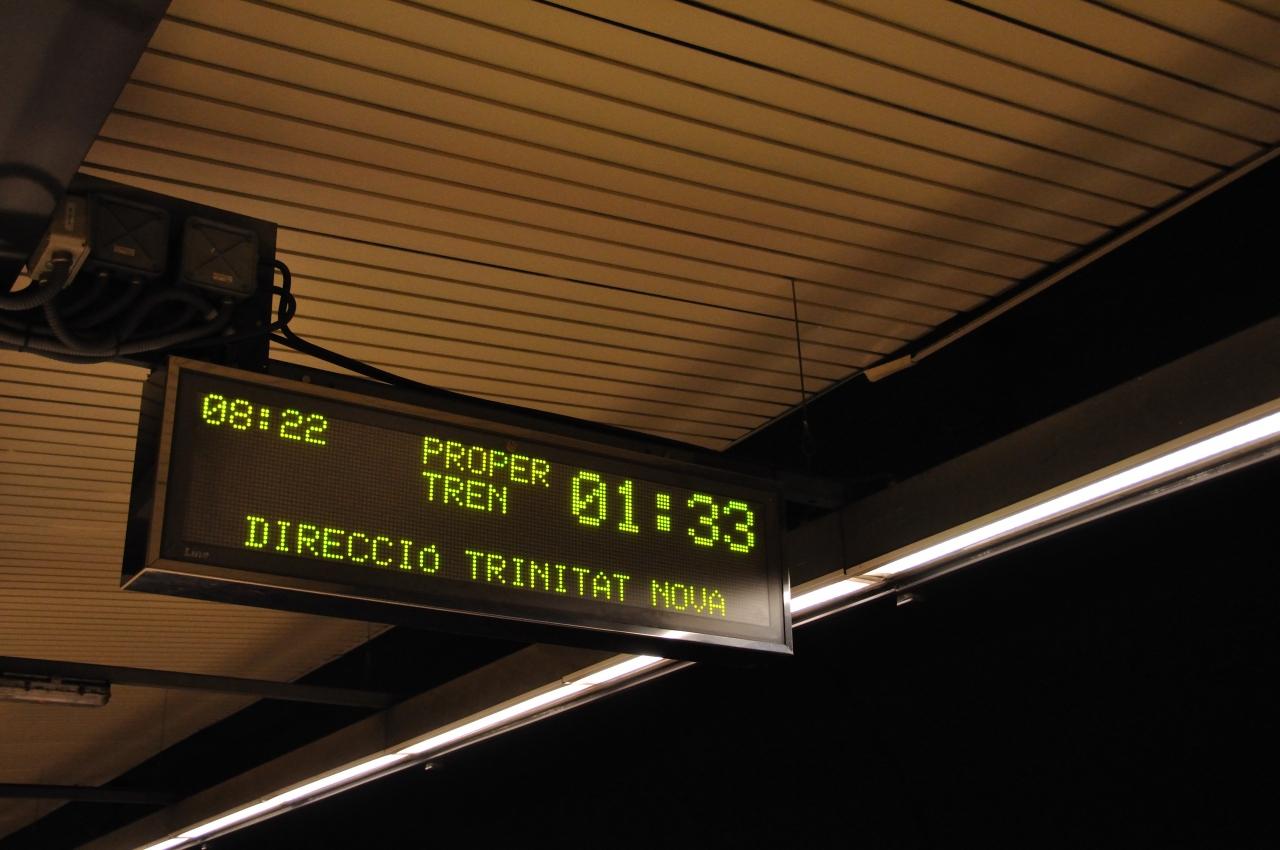 08:22
PROPER
TREN
01:33
DIRECCIÓ TRINITAT NOVA